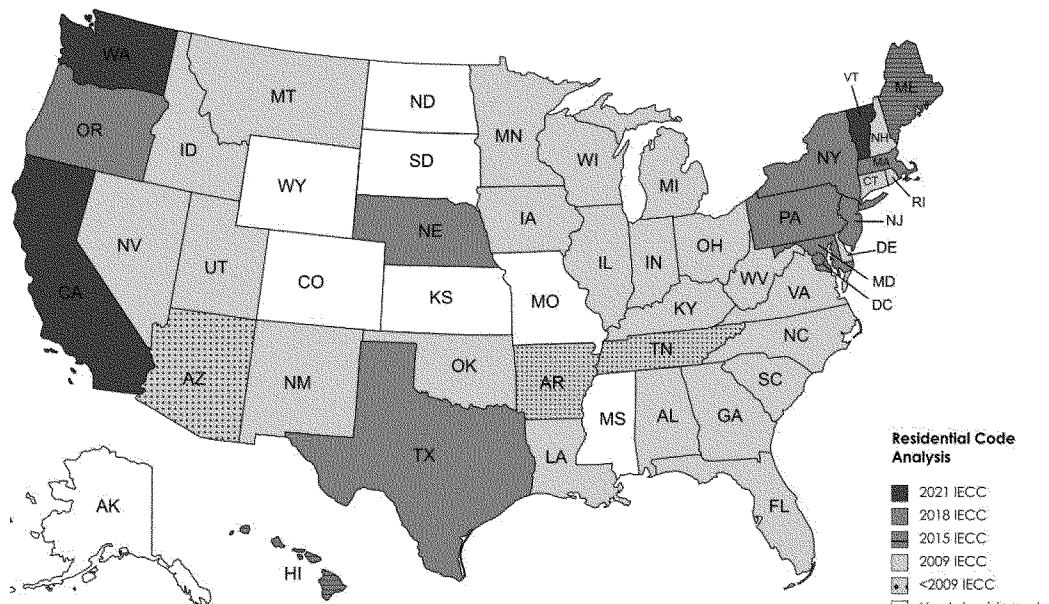 WA
OR
CA
ID
NV
MT
WY
UT
AZ
ND
SD
NE
CO
KS
NM
OK
TX
MN
IA
MO
AR
LA
WI
IL
MI
IN
OH
KY
TN
MS
AL
GA
FL
SC
NC
VA
WV
PA
NY
VT
NH
ME
MA
CT
RI
NJ
DE
MD
DC
AK
HI
Residential Code
Analysis
2021 IECC
2018 IECC
2015 IECC
2009 IECC
<2009 IECC